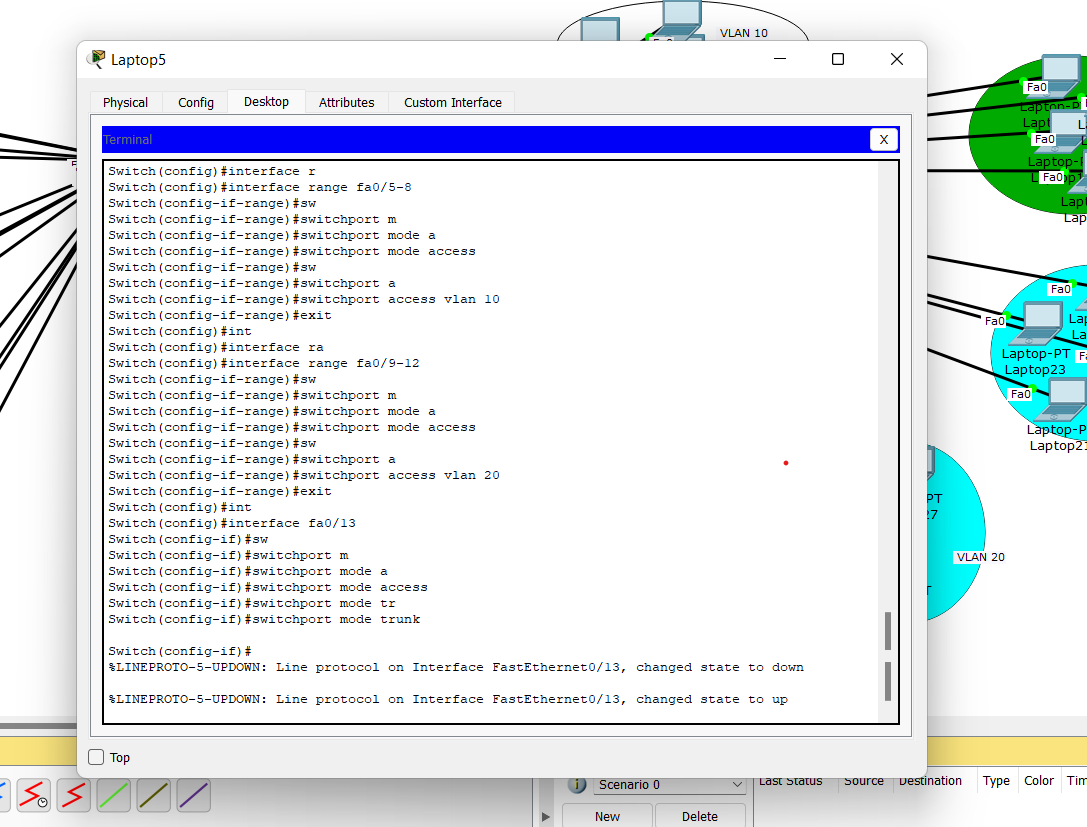 VLAN 10
Laptop5
Physical
Config
Desktop
Attributes
Custom Interface
Terminal
X
Switch(config)#interface r
Switch(config)#interface range fa0/5-8
Switch(config-if-range)#sw
Switch(config-if-range)#switchport m
Switch(config-if-range)#switchport mode a
Switch(config-if-range)#switchport mode access
Switch(config-if-range)#sw
Switch(config-if-range)#switchport a
Switch(config-if-range)#switchport access vlan 10
Switch(config-if-range)#exit
Switch(config)#int
Switch(config)#interface ra
Switch(config)#interface range fa0/9-12
Switch(config-if-range)#sw
Switch(config-if-range)#switchport m
Switch(config-if-range)#switchport mode a
Switch(config-if-range)#switchport mode access
Switch(config-if-range)#sw
Switch(config-if-range)#switchport a
Switch(config-if-range)#switchport access vlan 20
Switch(config-if-range)#exit
Switch(config)#int
Switch(config)#interface fa0/13
Switch(config-if)#sw
Switch(config-if)#switchport m
Switch(config-if)#switchport mode a
Switch(config-if)#switchport mode access
Switch(config-if)#switchport mode tr
Switch(config-if)#switchport mode trunk
Switch(config-if)#
%LINEPROTO-5-UPDOWN: Line protocol on Interface FastEthernet0/13, changed state to down
%LINEPROTO-5-UPDOWN: Line protocol on Interface FastEthernet0/13, changed state to up
Top
Fa0
Laptop-P
Fa0
Laptop-P
Fa0
Lap
Fa0
Fa0
Laptop-PT
Laptop23
Fa0
Laptop-P
Laptop21
PT
27
VLAN 20
Scenario 0
New
Delete
Last Status
Source
Destination
Type
Color
Tim